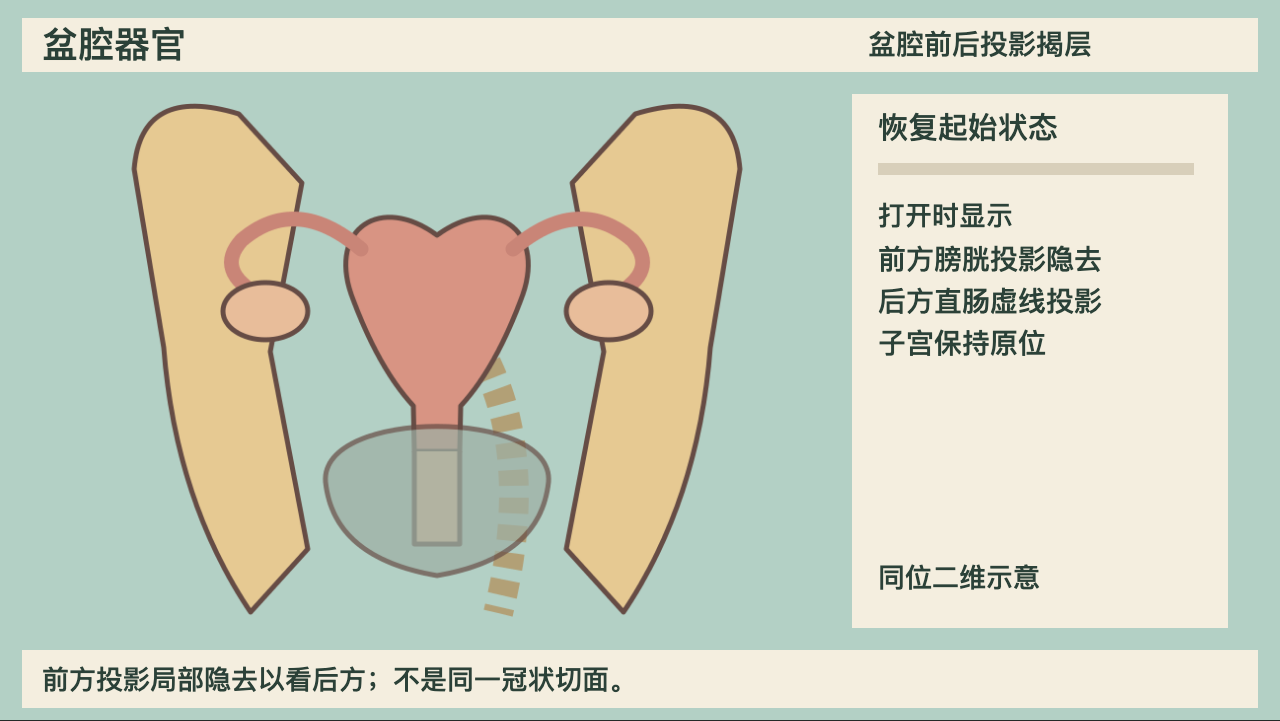 盆腔器官
盆腔前后投影揭层
恢复起始状态
打开时显示
前方膀胱投影隐去
后方直肠虚线投影
子宫保持原位
同位二维示意
前方投影局部隐去以看后方；不是同一冠状切面。